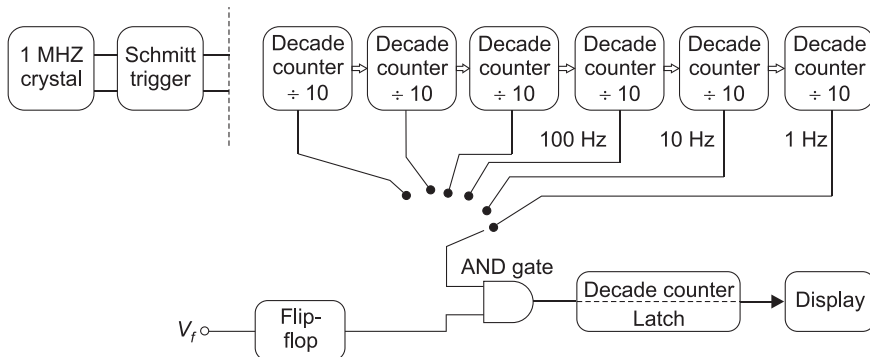 1 MHZ
crystal
Schmitt
trigger
Decade
counter
÷ 10
Decade
counter
÷ 10
Decade
counter
÷ 10
Decade
counter
÷ 10
Decade
counter
÷ 10
Decade
counter
÷ 10
100 Hz
10 Hz
1 Hz
AND gate
Vf
Flip-
flop
Decade counter
Latch
Display